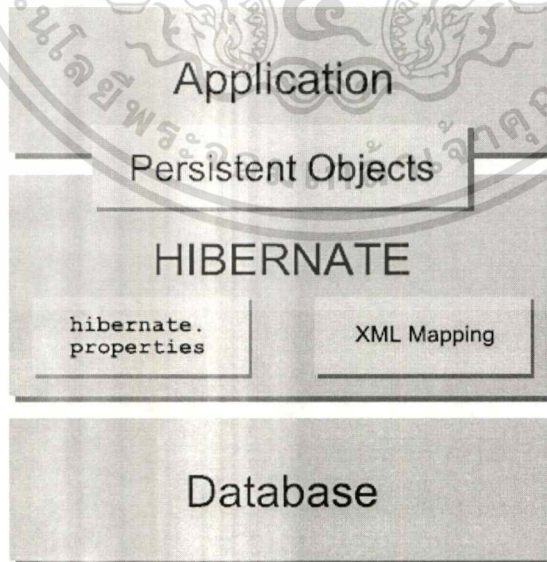 Application
Persistent Objects
HIBERNATE
hibernate.
properties
XML Mapping
Database